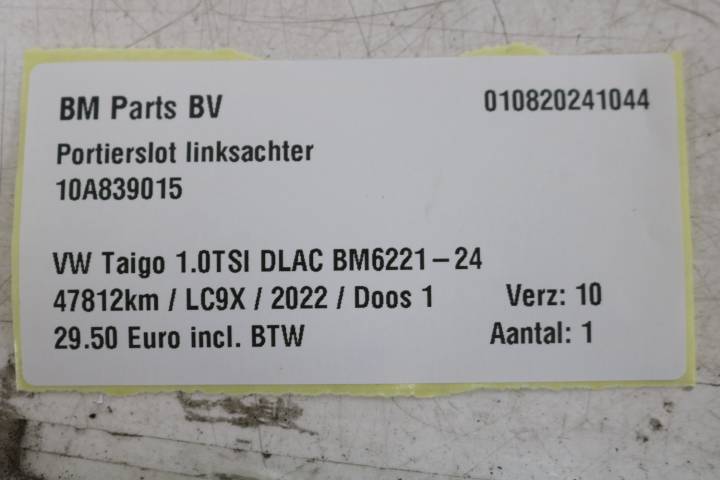 BM Parts BV 010820241044
Portierslot linksachter
10A839015
VW Taigo 1.0TSI DLAC BM6221-24
47812km / LC9X / 2022 / Doos 1 Verz: 10
29.50 Euro incl. BTW Aantal: 1